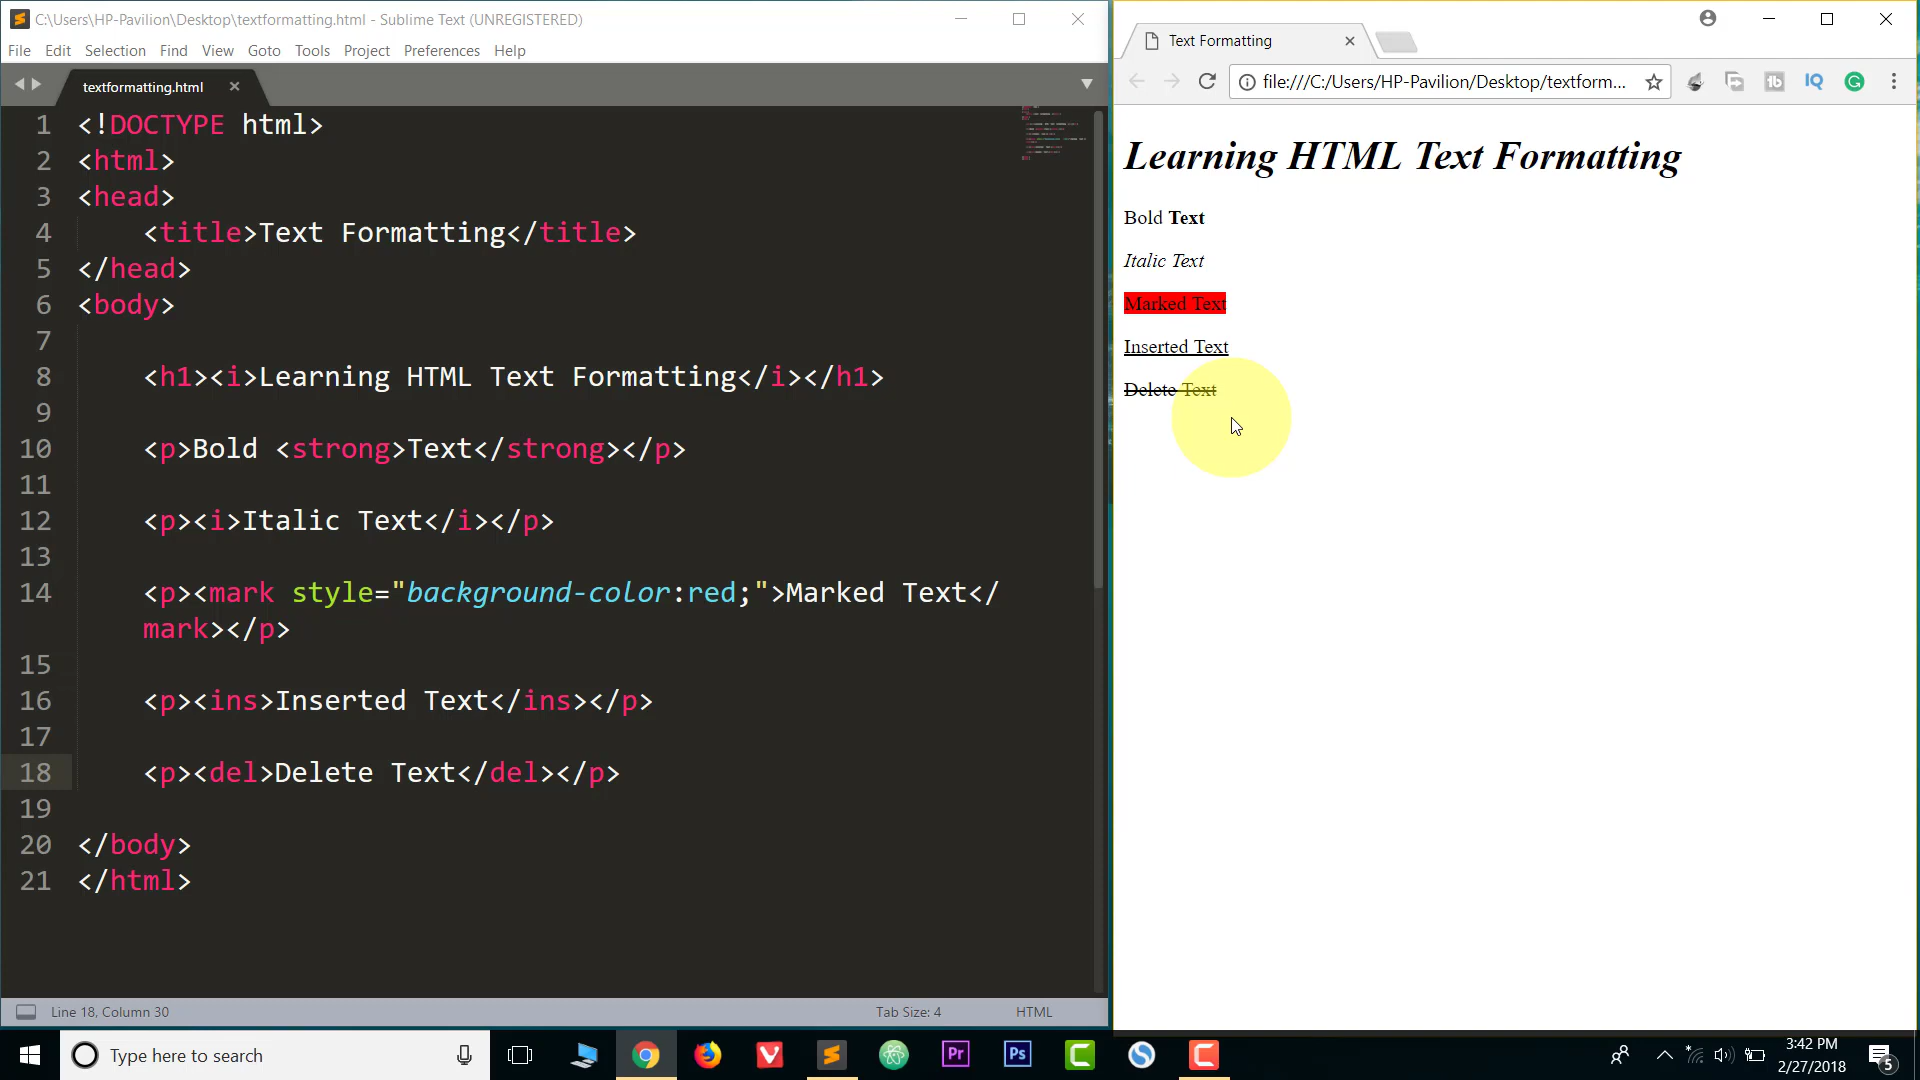 C:\Users\HP-Pavilion\Desktop\textformatting.html - Sublime Text (UNREGISTERED)
File Edit Selection Find View Goto Tools Project Preferences Help
textformatting.html
1 <!DOCTYPE html>
2 <html>
3 <head>
4 <title>Text Formatting</title>
5 </head>
6 <body>
7
8 <h1><i>Learning HTML Text Formatting</i></h1>
9
10 <p>Bold <strong>Text</strong></p>
11
12 <p><i>Italic Text</i></p>
13
14 <p><mark style="background-color:red;">Marked Text</
mark></p>
15
16 <p><ins>Inserted Text</ins></p>
17
18 <p><del>Delete Text</del></p>
19
20 </body>
21 </html>
Line 18, Column 30
Tab Size: 4
HTML
Text Formatting
file:///C:/Users/HP-Pavilion/Desktop/textform...
tb
IQ
G
Learning HTML Text Formatting
Bold Text
Italic Text
Marked Text
Inserted Text
Delete Text
Type here to search
Pr
Ps
3:42 PM
2/27/2018
5